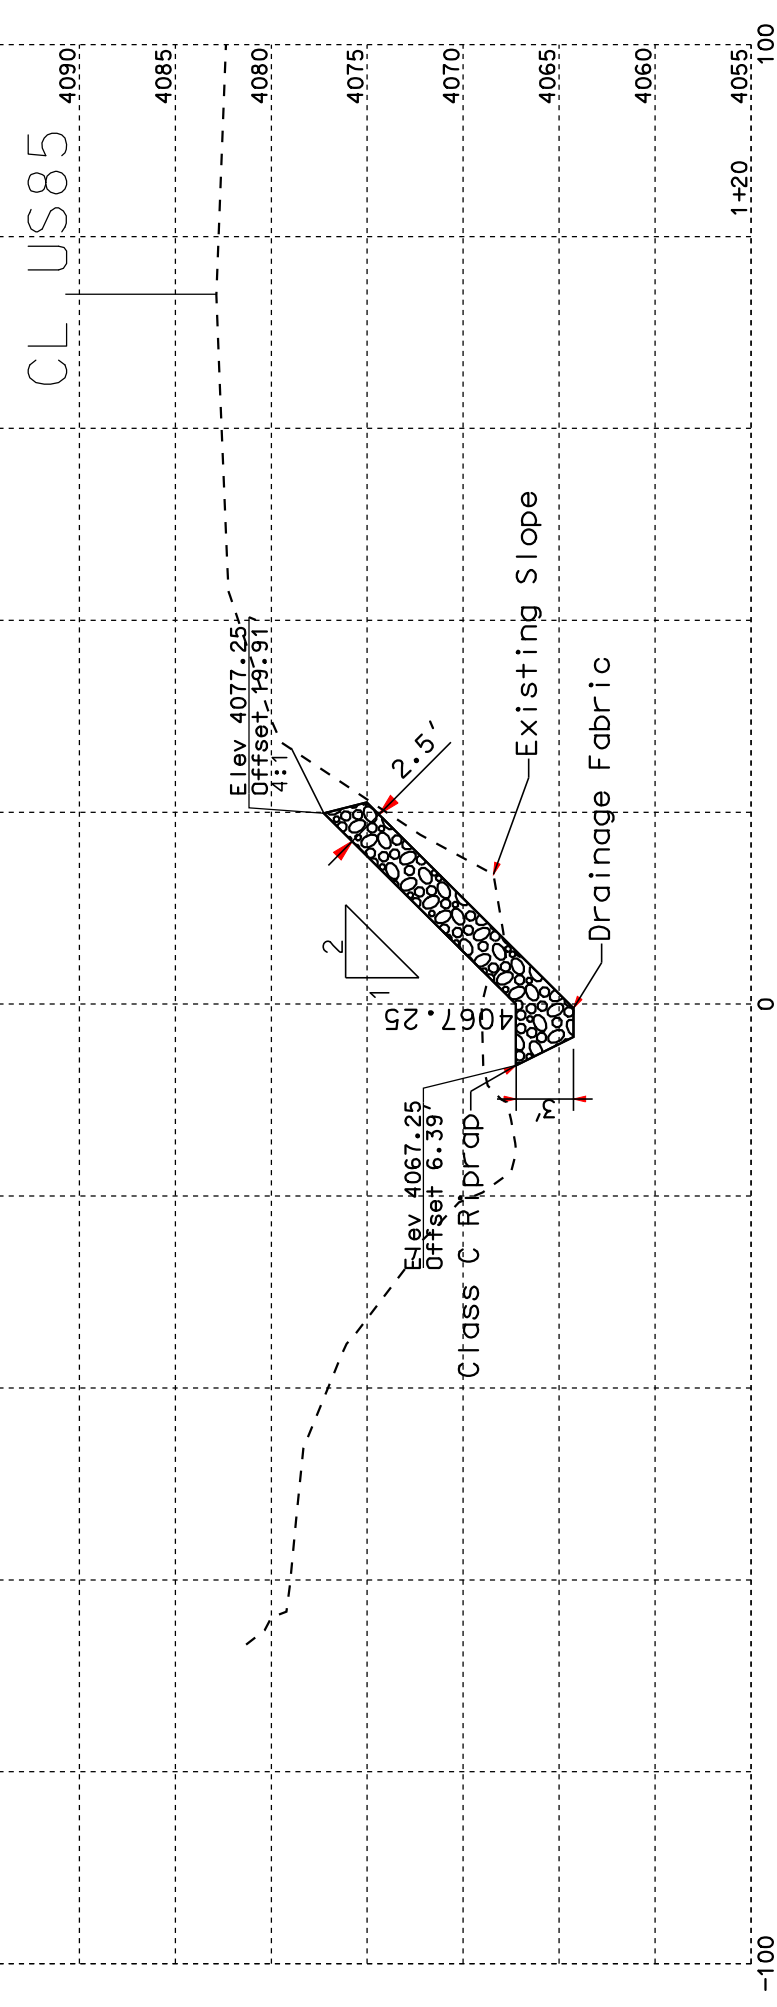 CL US85
4090
4085
4080
4075
4070
4065
4060
4055
1+20
Elev 4077.25'
Offset 19.91'
4:1
2.5'
2
1
Existing Slope
Drainage Fabric
4067.25
3'
Elev 4067.25'
Offset 6.39'
Class C Riprap
-100
0
100